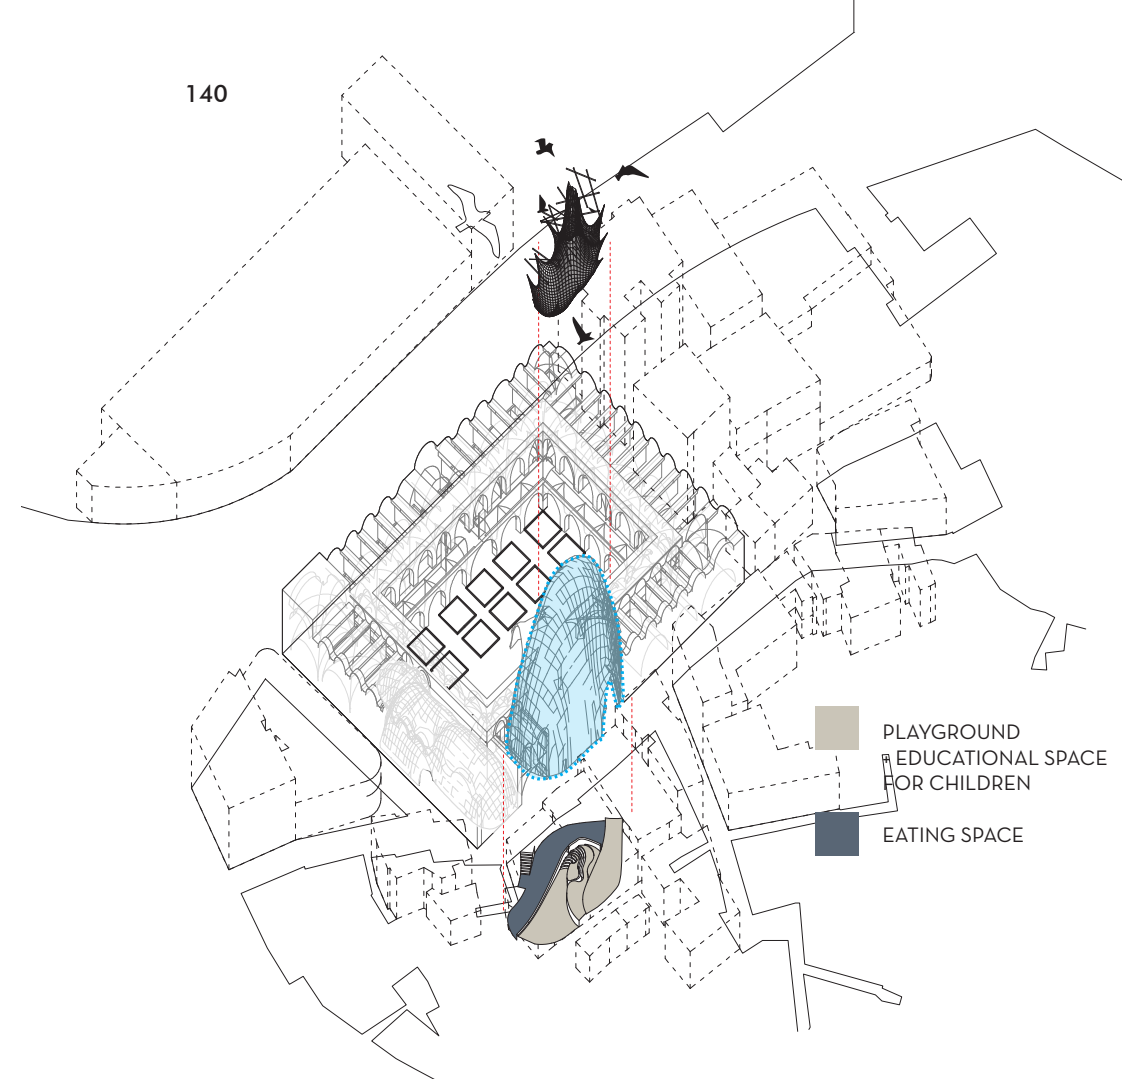 140
PLAYGROUND
+ EDUCATIONAL SPACE
FOR CHILDREN
EATING SPACE